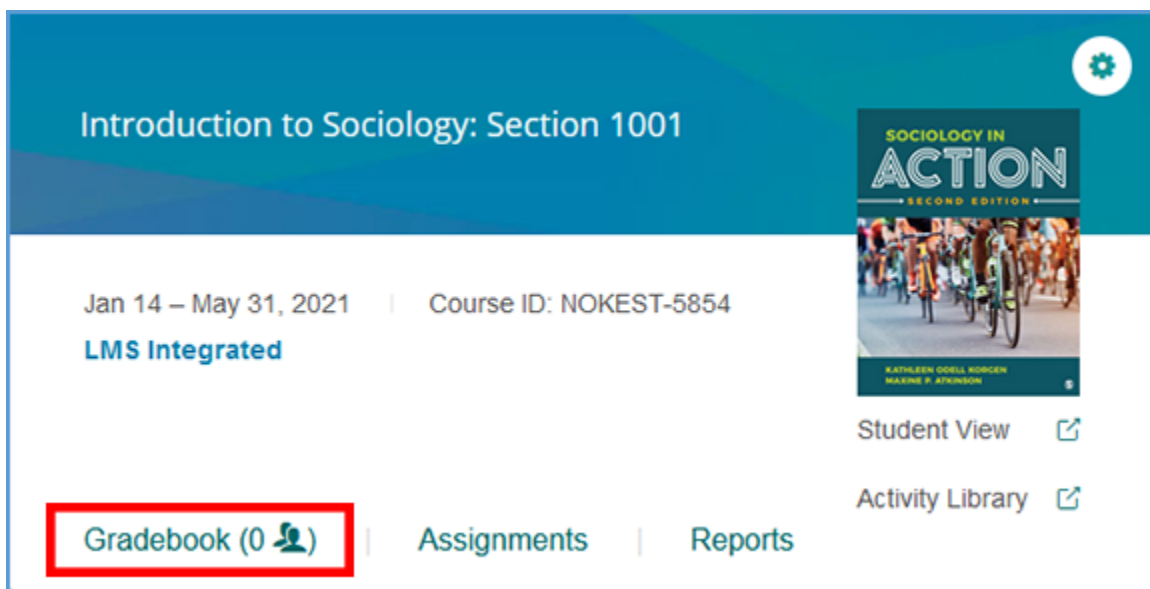 Introduction to Sociology: Section 1001
SOCIOLOGY IN
ACTION
SECOND EDITION
KATHLEEN ODELL KORGEN
MAXINE P. ATKINSON
Jan 14 – May 31, 2021
Course ID: NOKEST-5854
LMS Integrated
Student View
Activity Library
Gradebook (0)
Assignments
Reports